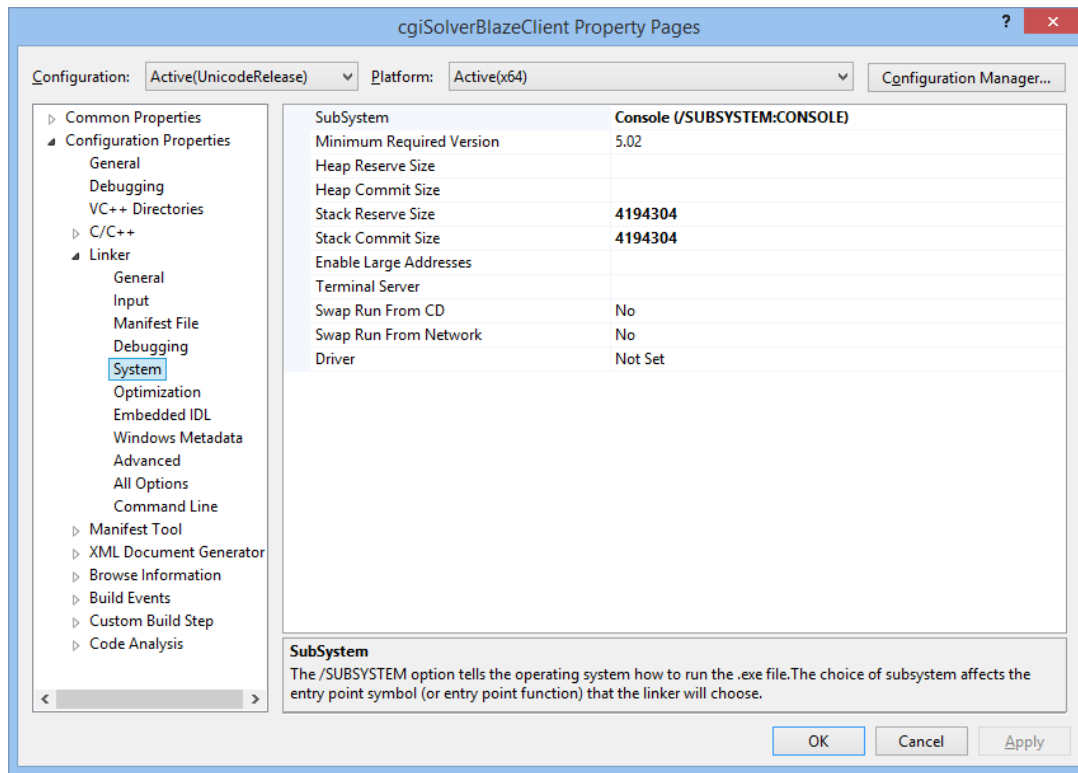 cgiSolverBlazeClient Property Pages
? ×
Configuration: Active(UnicodeRelease) Platform: Active(x64) Configuration Manager...
Common Properties
Configuration Properties
General
Debugging
VC++ Directories
C/C++
Linker
General
Input
Manifest File
Debugging
System
Optimization
Embedded IDL
Windows Metadata
Advanced
All Options
Command Line
Manifest Tool
XML Document Generator
Browse Information
Build Events
Custom Build Step
Code Analysis
SubSystem Console (/SUBSYSTEM:CONSOLE)
Minimum Required Version 5.02
Heap Reserve Size
Heap Commit Size
Stack Reserve Size 4194304
Stack Commit Size 4194304
Enable Large Addresses
Terminal Server
Swap Run From CD No
Swap Run From Network No
Driver Not Set
SubSystem
The /SUBSYSTEM option tells the operating system how to run the .exe file.The choice of subsystem affects the
entry point symbol (or entry point function) that the linker will choose.
OK Cancel Apply